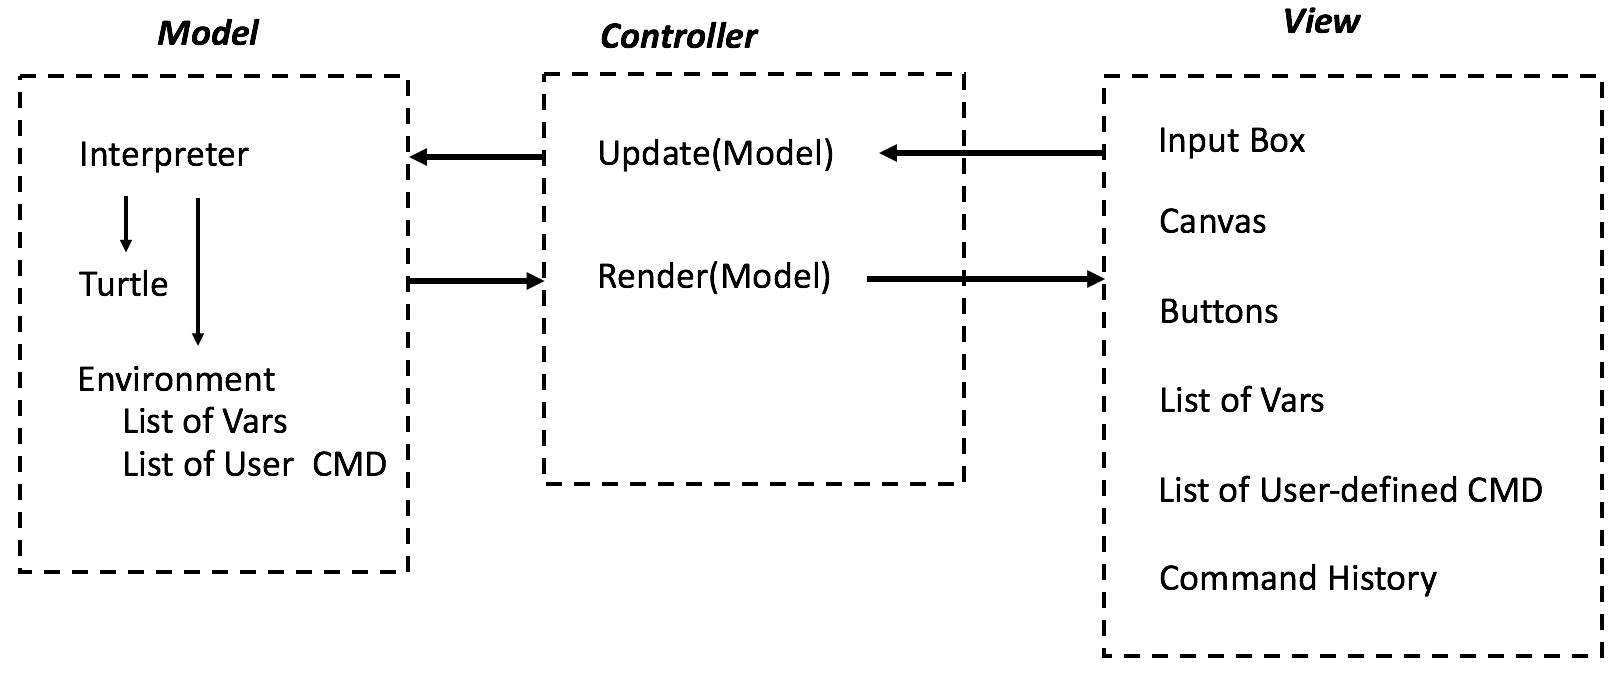 Model
Interpreter
Turtle
Environment
List of Vars
List of User CMD
Controller
Update(Model)
Render(Model)
View
Input Box
Canvas
Buttons
List of Vars
List of User-defined CMD
Command History